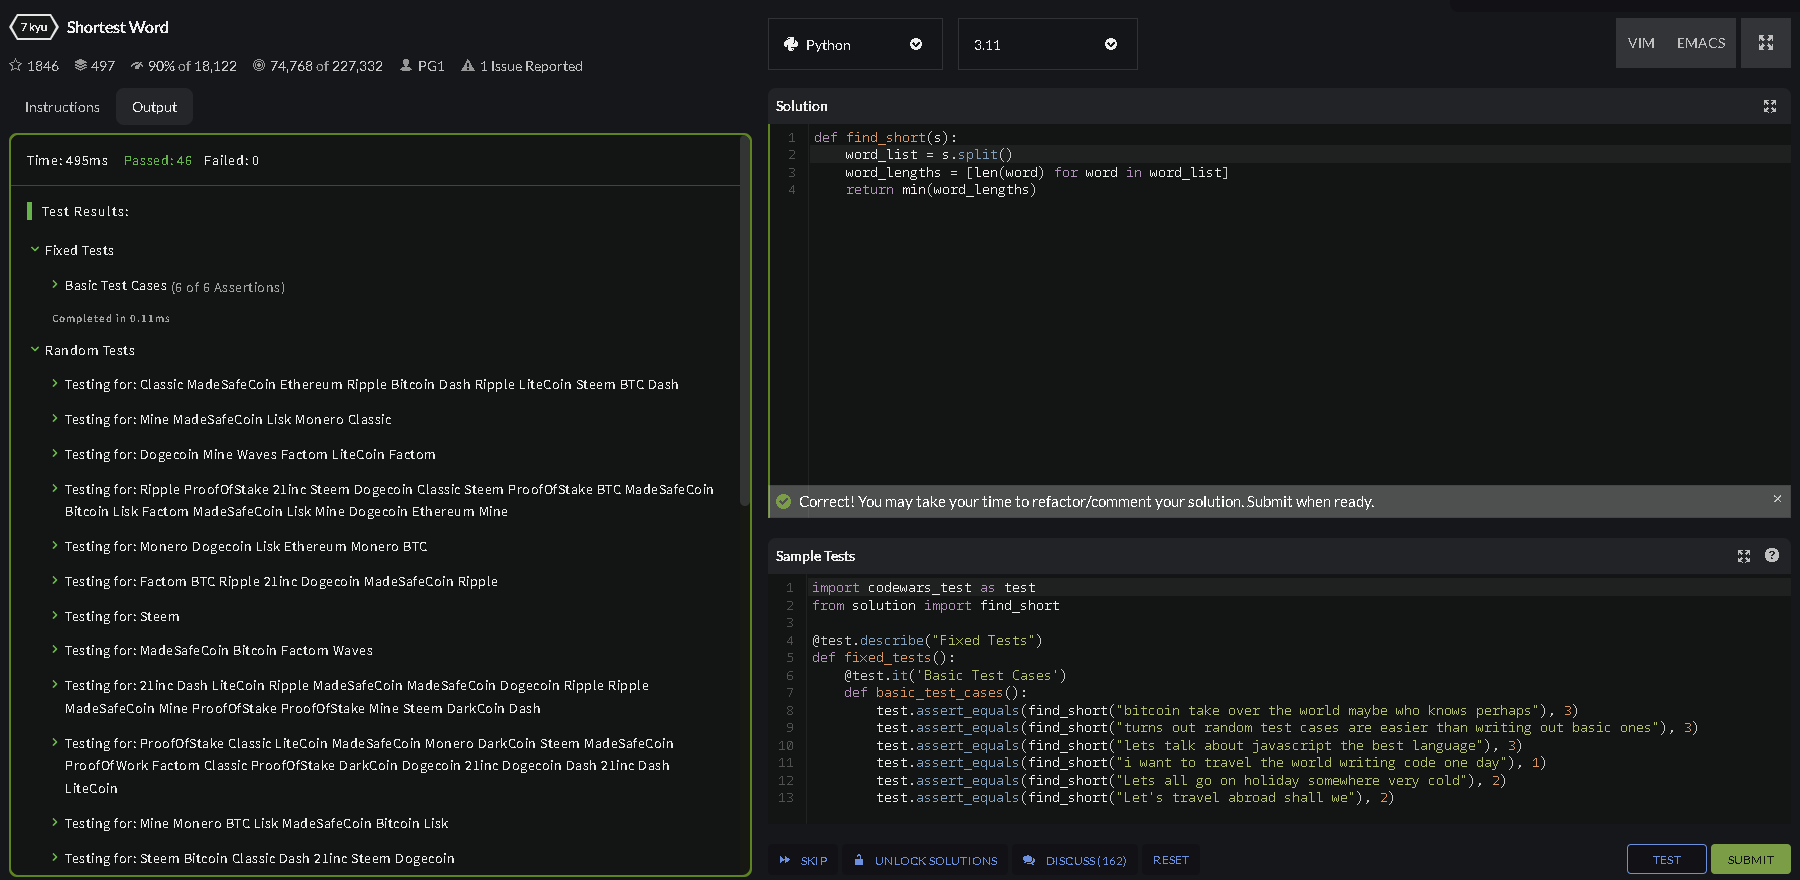 7 kyu Shortest Word
1846 497 90% of 18,122 74,768 of 227,332 PG1 1 Issue Reported
Instructions Output
Time: 495ms Passed: 46 Failed: 0
Test Results:
Fixed Tests
Basic Test Cases (6 of 6 Assertions)
Completed in 0.11ms
Random Tests
Testing for: Classic MadeSafeCoin Ethereum Ripple Bitcoin Dash Ripple LiteCoin Steem BTC Dash
Testing for: Mine MadeSafeCoin Lisk Monero Classic
Testing for: Dogecoin Mine Waves Factom LiteCoin Factom
Testing for: Ripple ProofOfStake 21inc Steem Dogecoin Classic Steem ProofOfStake BTC MadeSafeCoin
Bitcoin Lisk Factom MadeSafeCoin Lisk Mine Dogecoin Ethereum Mine
Testing for: Monero Dogecoin Lisk Ethereum Monero BTC
Testing for: Factom BTC Ripple 21inc Dogecoin MadeSafeCoin Ripple
Testing for: Steem
Testing for: MadeSafeCoin Bitcoin Factom Waves
Testing for: 21inc Dash LiteCoin Ripple MadeSafeCoin MadeSafeCoin Dogecoin Ripple Ripple
MadeSafeCoin Mine ProofOfStake ProofOfStake Mine Steem DarkCoin Dash
Testing for: ProofOfStake Classic LiteCoin MadeSafeCoin Monero DarkCoin Steem MadeSafeCoin
ProofOfWork Factom Classic ProofOfStake DarkCoin Dogecoin 21inc Dogecoin Dash 21inc Dash
LiteCoin
Testing for: Mine Monero BTC Lisk MadeSafeCoin Bitcoin Lisk
Testing for: Steem Bitcoin Classic Dash 21inc Steem Dogecoin
Python 3.11 VIM EMACS
Solution
1 def find_short(s):
2     word_list = s.split()
3     word_lengths = [len(word) for word in word_list]
4     return min(word_lengths)
Correct! You may take your time to refactor/comment your solution. Submit when ready.
Sample Tests
1 import codewars_test as test
2 from solution import find_short
3
4 @test.describe("Fixed Tests")
5 def fixed_tests():
6     @test.it('Basic Test Cases')
7     def basic_test_cases():
8         test.assert_equals(find_short("bitcoin take over the world maybe who knows perhaps"), 3)
9         test.assert_equals(find_short("turns out random test cases are easier than writing out basic ones"), 3)
10         test.assert_equals(find_short("lets talk about javascript the best language"), 3)
11         test.assert_equals(find_short("i want to travel the world writing code one day"), 1)
12         test.assert_equals(find_short("Lets all go on holiday somewhere very cold"), 2)
13         test.assert_equals(find_short("Let's travel abroad shall we"), 2)
SKIP UNLOCK SOLUTIONS DISCUSS (162) RESET TEST SUBMIT